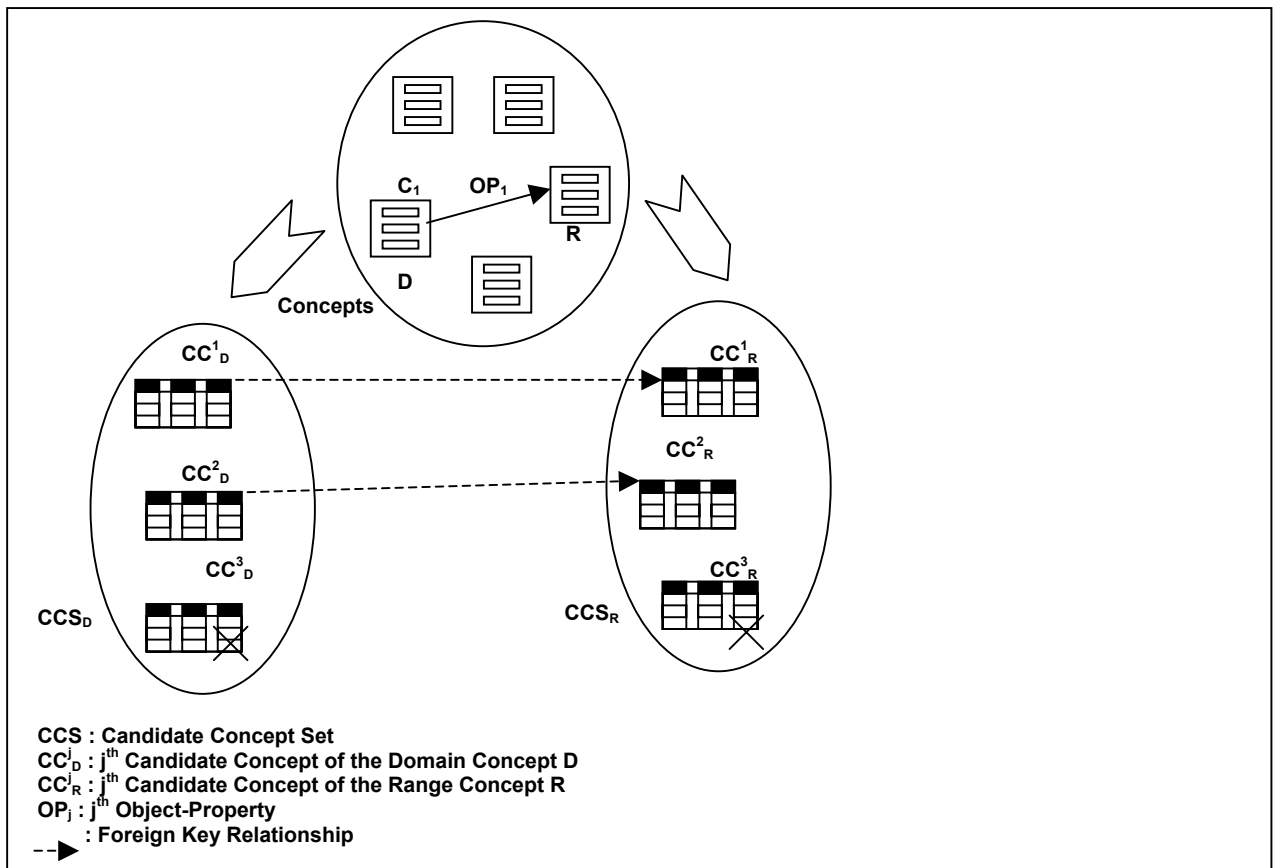 C₁ OP₁
R
D
Concepts
CC¹D CC¹R
CC²R
CC²D
CC³D CC³R
CCSD CCSR
CCS : Candidate Concept Set
CCʲD : jᵗʰ Candidate Concept of the Domain Concept D
CCʲR : jᵗʰ Candidate Concept of the Range Concept R
OPⱼ : jᵗʰ Object-Property
: Foreign Key Relationship